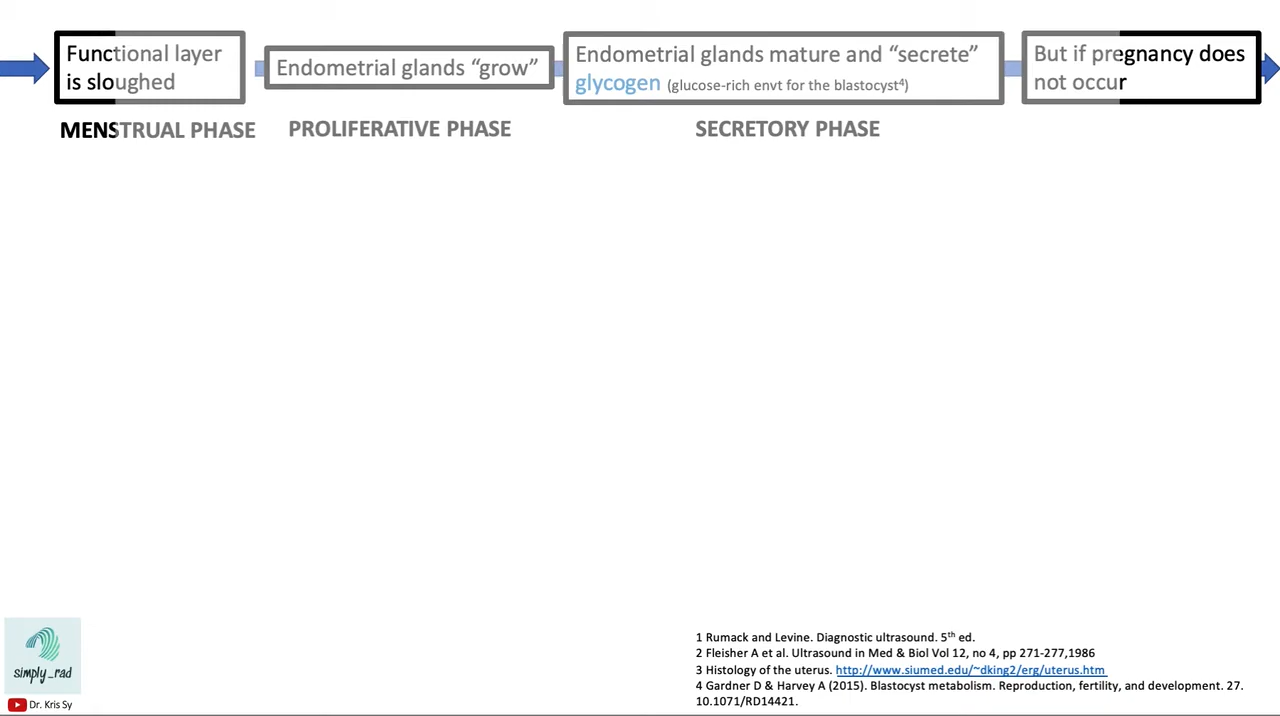 Functional layer
is sloughed
Endometrial glands “grow”
Endometrial glands mature and “secrete”
glycogen (glucose-rich envt for the blastocyst⁴)
But if pregnancy does
not occur
MENSTRUAL PHASE
PROLIFERATIVE PHASE
SECRETORY PHASE
1 Rumack and Levine. Diagnostic ultrasound. 5th ed.
2 Fleisher A et al. Ultrasound in Med & Biol Vol 12, no 4, pp 271-277,1986
3 Histology of the uterus. http://www.siumed.edu/~dking2/erg/uterus.htm
4 Gardner D & Harvey A (2015). Blastocyst metabolism. Reproduction, fertility, and development. 27.
10.1071/RD14421.
simply_rad
Dr. Kris Sy